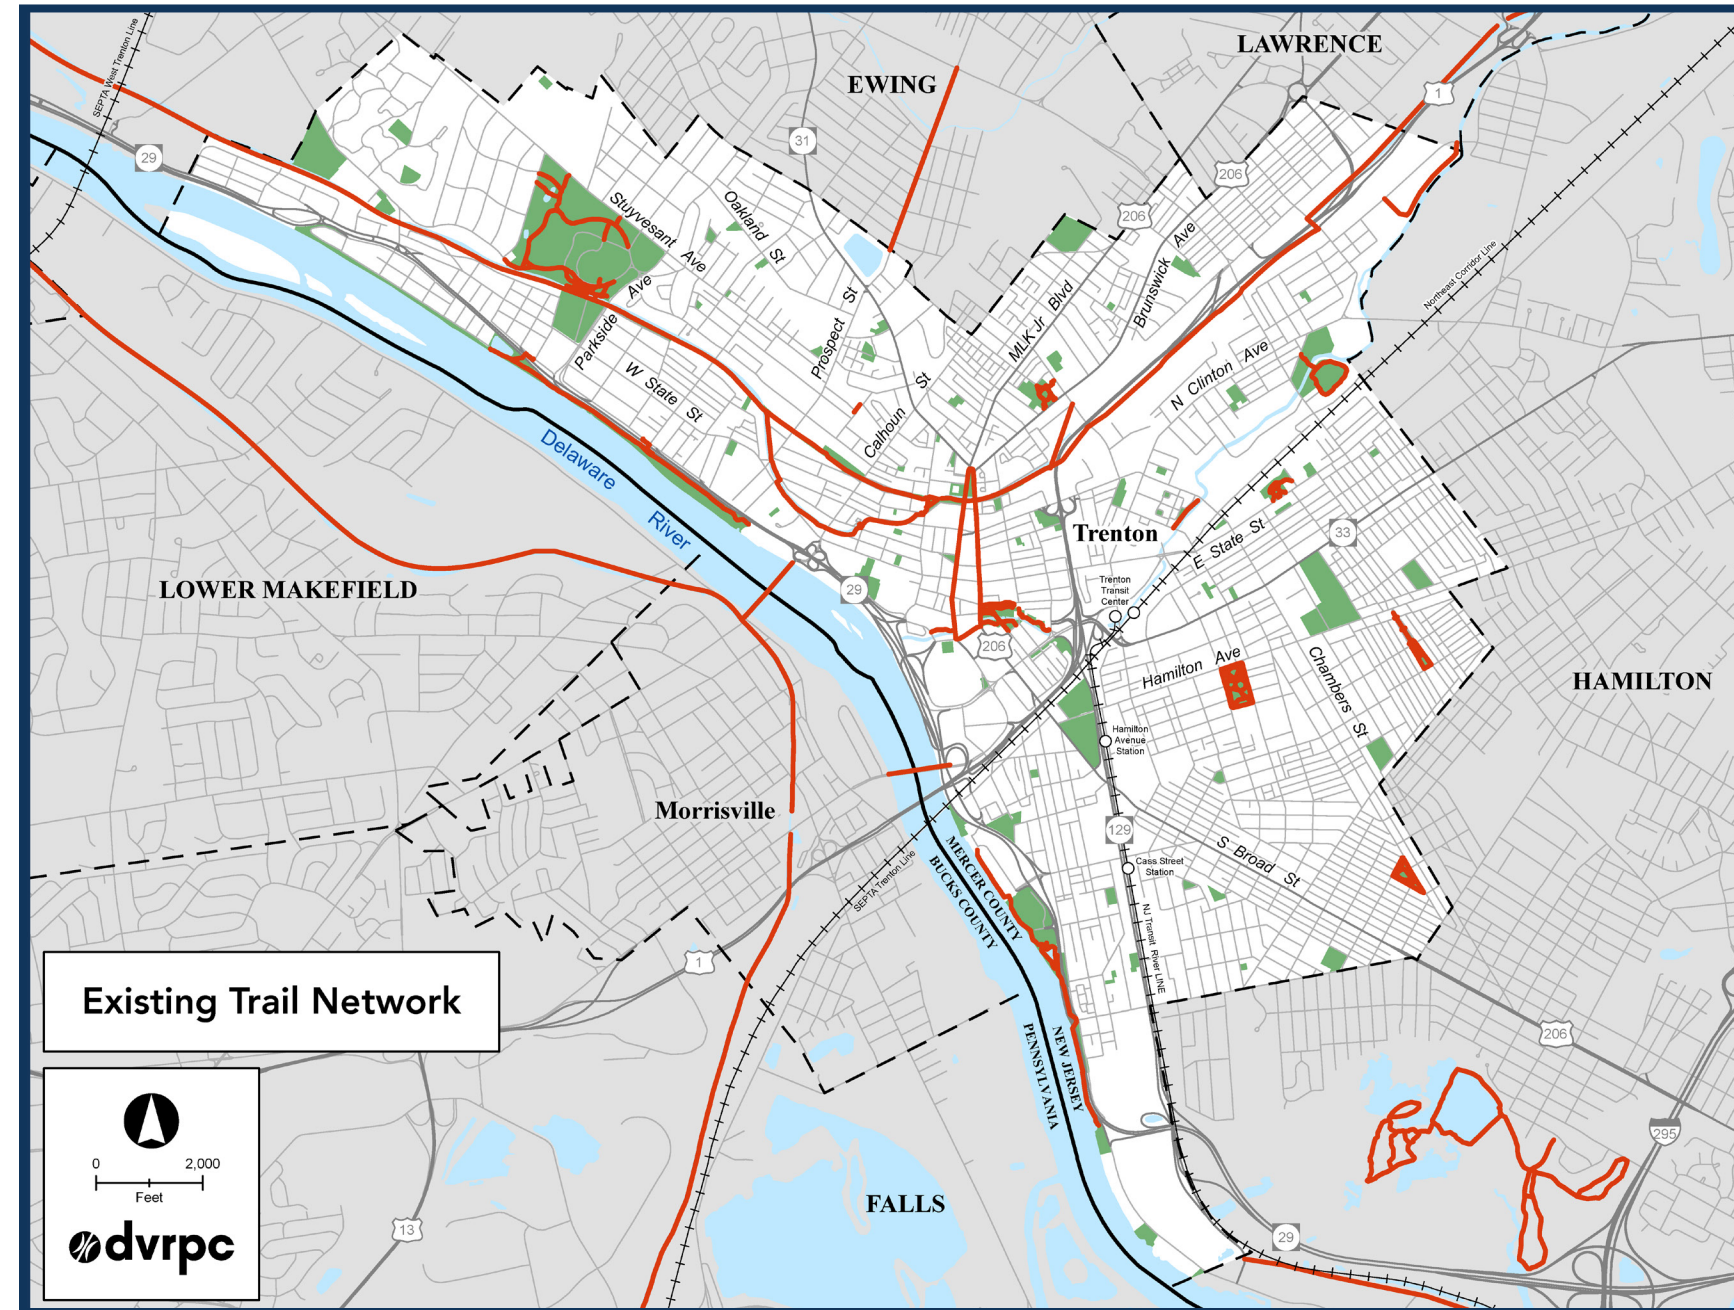 LAWRENCE
EWING
SEPTA West Trenton Line
1
31
29
206
206
Stuyvesant Ave
Oakland St
Prospect St
Calhoun St
MLK Jr Blvd
Brunswick Ave
Northeast Corridor Line
N Clinton Ave
Parkside Ave
W State St
Delaware
River
Trenton
E State St
33
LOWER MAKEFIELD
29
Trenton
Transit
Center
206
Hamilton Ave
Chambers St
HAMILTON
Hamilton
Avenue
Station
Morrisville
129
S Broad St
Cass Street
Station
SEPTA Trenton Line
MERCER COUNTY
BUCKS COUNTY
NJ Transit River LINE
1
NEW JERSEY
PENNSYLVANIA
206
295
FALLS
13
29
Existing Trail Network
0 2,000
Feet
dvrpc